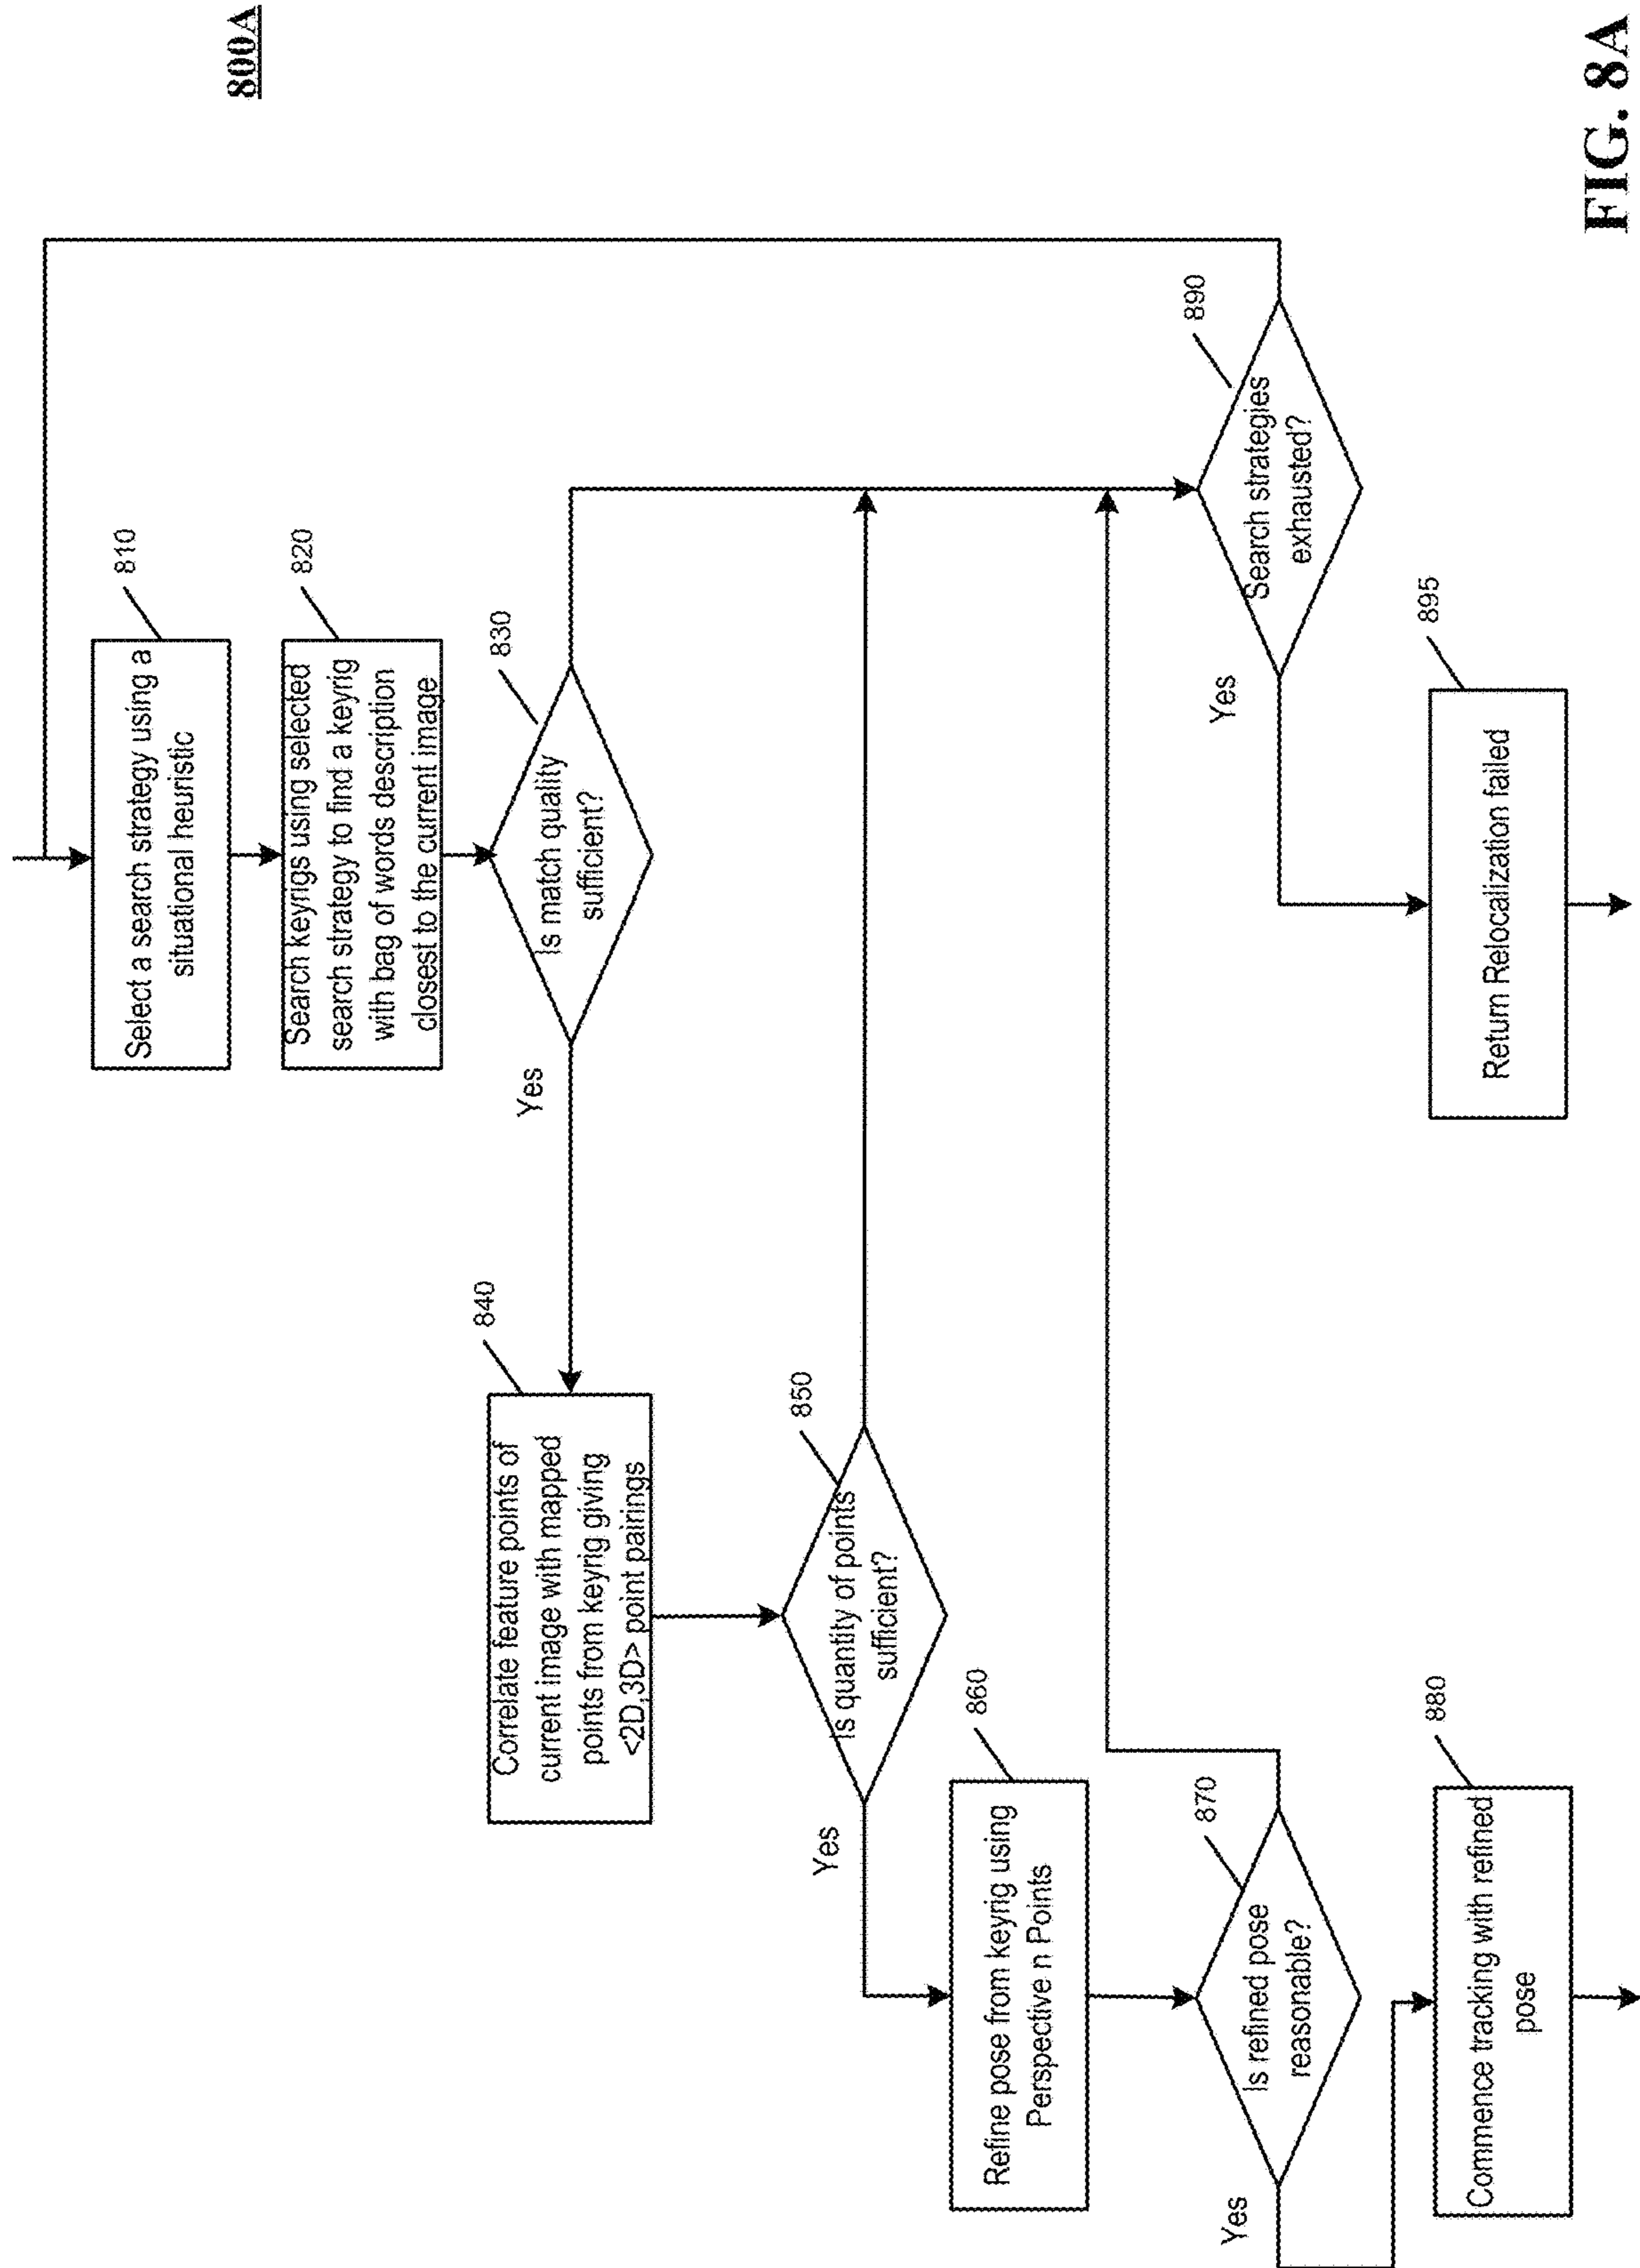 800A
810
Select a search strategy using a
situational heuristic
820
Search keyrigs using selected
search strategy to find a keyrig
with bag of words description
closest to the current image
830
Is match quality
sufficient?
Yes
840
Correlate feature points of
current image with mapped
points from keyrig giving
<2D,3D> point pairings
850
Is quantity of points
sufficient?
Yes
860
Refine pose from keyrig using
Perspective n Points
870
Is refined pose
reasonable?
Yes
880
Commence tracking with refined
pose
890
Search strategies
exhausted?
Yes
895
Return Relocalization failed
FIG. 8A